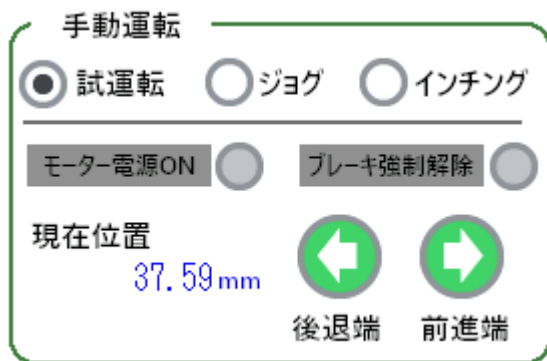 手動運転
試運転 ジョグ インチング
モーター電源ON ブレーキ強制解除
現在位置
37.59mm
後退端 前進端